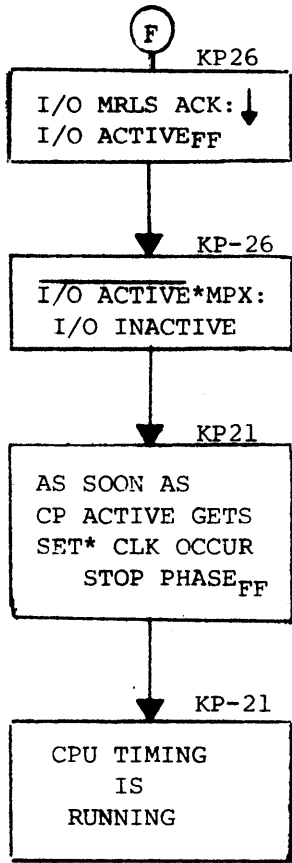 F
KP26
I/O MRLS ACK:↓
I/O ACTIVEFF
KP-26
I/O ACTIVE*MPX:
I/O INACTIVE
KP21
AS SOON AS
CP ACTIVE GETS
SET* CLK OCCUR
STOP PHASEFF
KP-21
CPU TIMING
IS
RUNNING